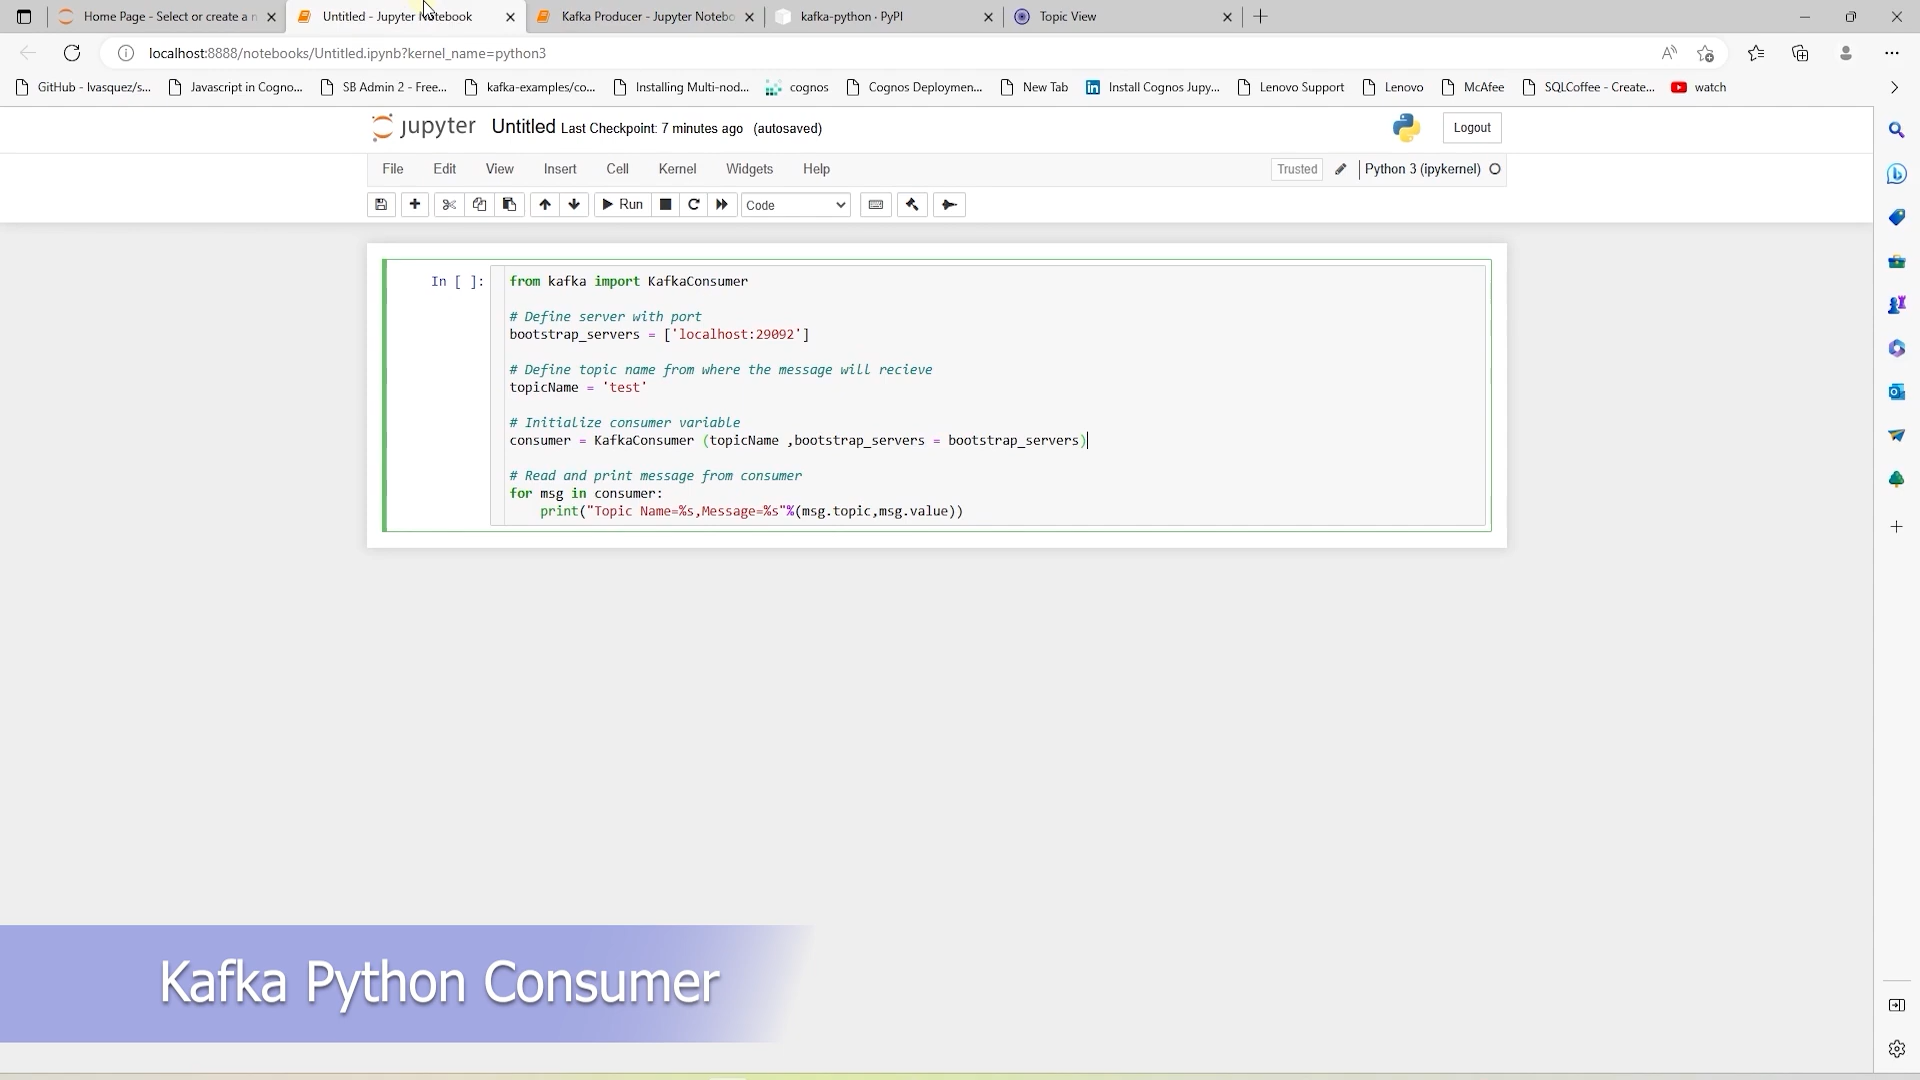 Home Page - Select or create a n
Untitled - Jupyter Notebook
Kafka Producer - Jupyter Notebo
kafka-python · PyPI
Topic View
localhost:8888/notebooks/Untitled.ipynb?kernel_name=python3
GitHub - lvasquez/s...
Javascript in Cogno...
SB Admin 2 - Free...
kafka-examples/co...
Installing Multi-nod...
cognos
Cognos Deploymen...
New Tab
Install Cognos Jupy...
Lenovo Support
Lenovo
McAfee
SQLCoffee - Create...
watch
jupyter Untitled Last Checkpoint: 7 minutes ago (autosaved)
Logout
File Edit View Insert Cell Kernel Widgets Help
Trusted
Python 3 (ipykernel)
Run
Code
In [ ]:
from kafka import KafkaConsumer
# Define server with port
bootstrap_servers = ['localhost:29092']
# Define topic name from where the message will recieve
topicName = 'test'
# Initialize consumer variable
consumer = KafkaConsumer (topicName ,bootstrap_servers = bootstrap_servers)
# Read and print message from consumer
for msg in consumer:
    print("Topic Name=%s,Message=%s"%(msg.topic,msg.value))
Kafka Python Consumer